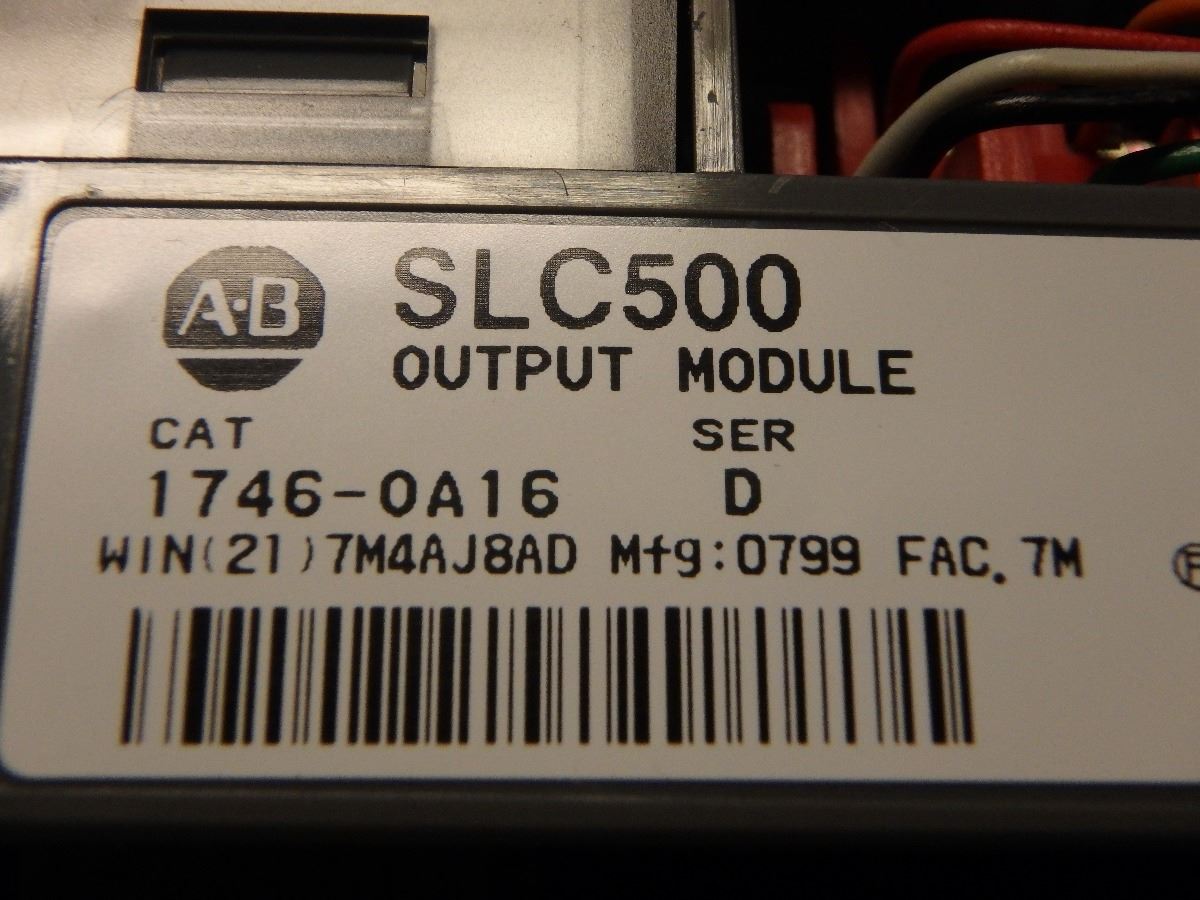 A·B
SLC500
OUTPUT MODULE
CAT SER
1746-OA16 D
WIN(21)7M4AJ8AD Mfg:0799 FAC. 7M